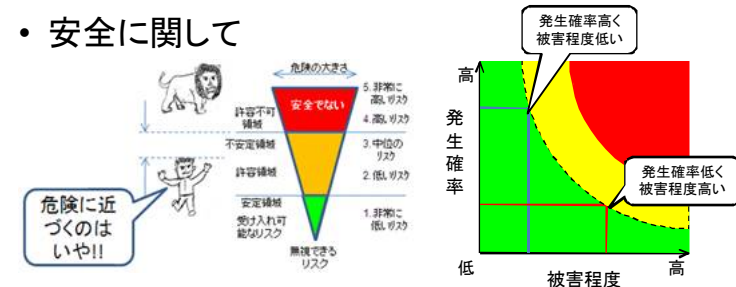 • 安全に関して
危険の大きさ
安全でない
許容不可
領域
不安定領域
許容領域
安定領域
受け入れ可
能なリスク
無視できる
リスク
5.非常に
高いリスク
4.高いリスク
3.中位の
リスク
2.低いリスク
1.非常に
低いリスク
危険に近
づくのは
いや!!
発生確率高く
被害程度低い
高
発
生
確
率
発生確率低く
被害程度高い
低
被害程度
高